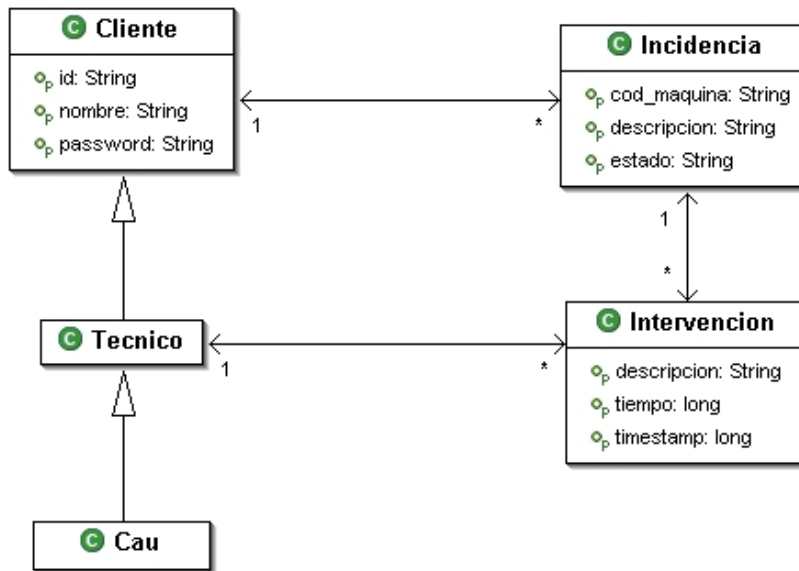 Cliente
id: String
nombre: String
password: String
Incidencia
cod_maquina: String
descripcion: String
estado: String
1
*
1
*
Tecnico
1
*
Intervencion
descripcion: String
tiempo: long
timestamp: long
Cau